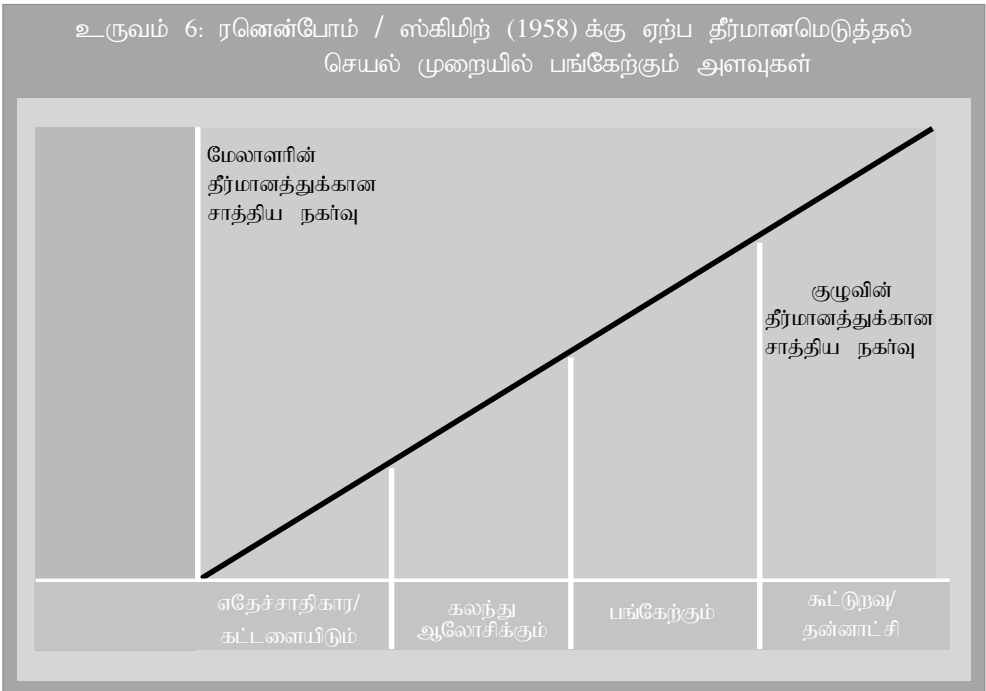 உருவம் 6: ரனென்போம் / ஸ்கிமிற் (1958) க்கு ஏற்ப தீர்மானமெடுத்தல்
செயல் முறையில் பங்கேற்கும் அளவுகள்
மேலாளரின்
தீர்மானத்துக்கான
சாத்திய நகர்வு
குழுவின்
தீர்மானத்துக்கான
சாத்திய நகர்வு
எதேச்சாதிகார/
கட்டளையிடும்
கலந்து
ஆலோசிக்கும்
பங்கேற்கும்
கூட்டுறவு/
தன்னாட்சி